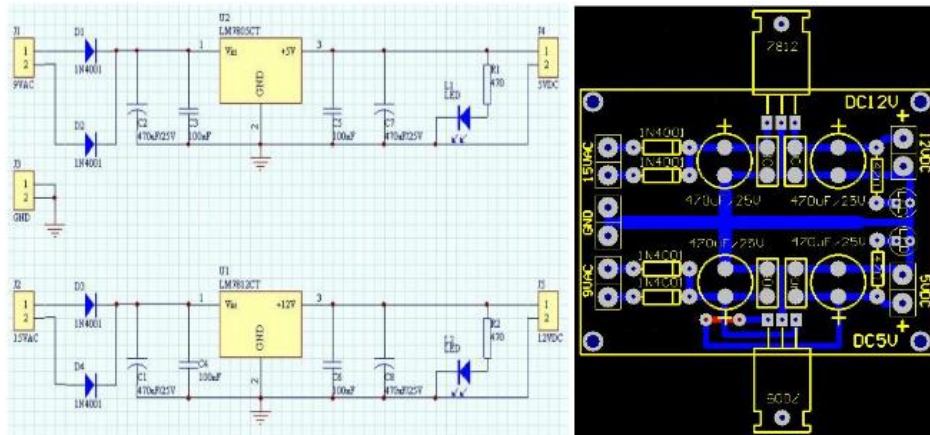 U2
J1
D1
LM7805CT
J4
1
2
1N4001
1
Vin
+5V
3
1
2
9VAC
GND
R1
470
5VDC
L1
LED
D2
C2
C3
C5
C7
J3
1N4001
470uF/25V
100nF
2
100nF
470uF/25V
1
2
GND
U1
J2
D3
LM7812CT
J5
1
2
1N4001
1
Vin
+12V
3
1
2
15VAC
GND
R2
470
12VDC
L2
LED
D4
C1
C4
100nF
C6
C8
1N4001
470uF/25V
2
100nF
470uF/25V
7812
DC12V
1N4001
+
+
+
15VAC
1N4001
12VDC
470uF/25V
470uF/25V
GND
470uF/25V
470uF/25V
1N4001
9VAC
1N4001
5VDC
+
+
+
DC5V
7805